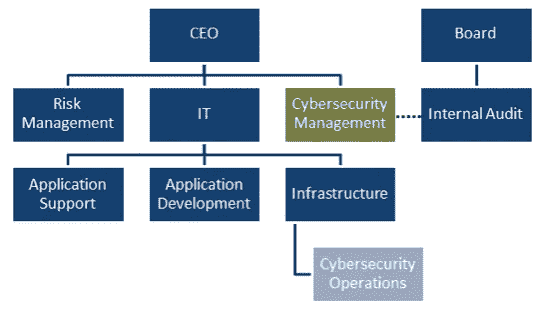 CEO
Board
Risk
Management
IT
Cybersecurity
Management
Internal Audit
Application
Support
Application
Development
Infrastructure
Cybersecurity
Operations